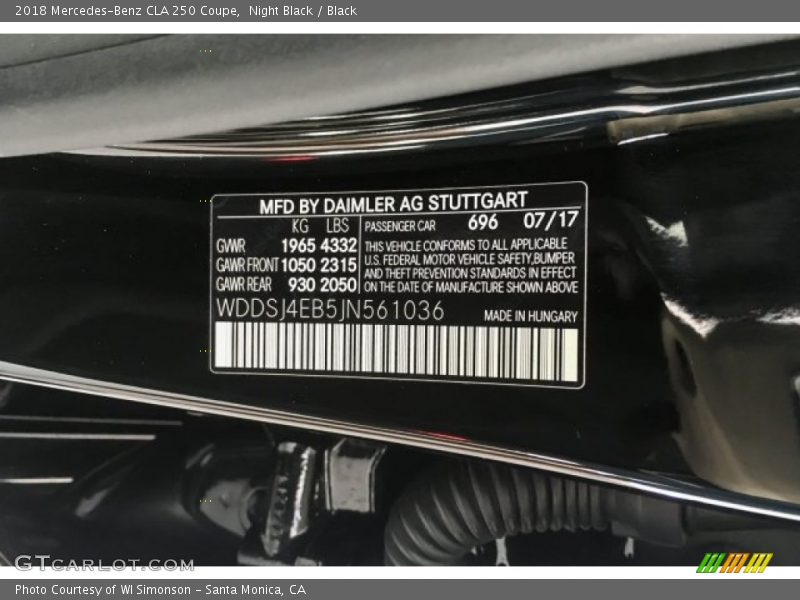 2018 Mercedes-Benz CLA 250 Coupe, Night Black / Black
MFD BY DAIMLER AG STUTTGART
KG LBS
GVWR 1965 4332
GAWR FRONT 1050 2315
GAWR REAR 930 2050
PASSENGER CAR 696 07/17
THIS VEHICLE CONFORMS TO ALL APPLICABLE
U.S. FEDERAL MOTOR VEHICLE SAFETY,BUMPER
AND THEFT PREVENTION STANDARDS IN EFFECT
ON THE DATE OF MANUFACTURE SHOWN ABOVE
WDDSJ4EB5JN561036
MADE IN HUNGARY
GTCARLOT.COM
Photo Courtesy of WI Simonson - Santa Monica, CA